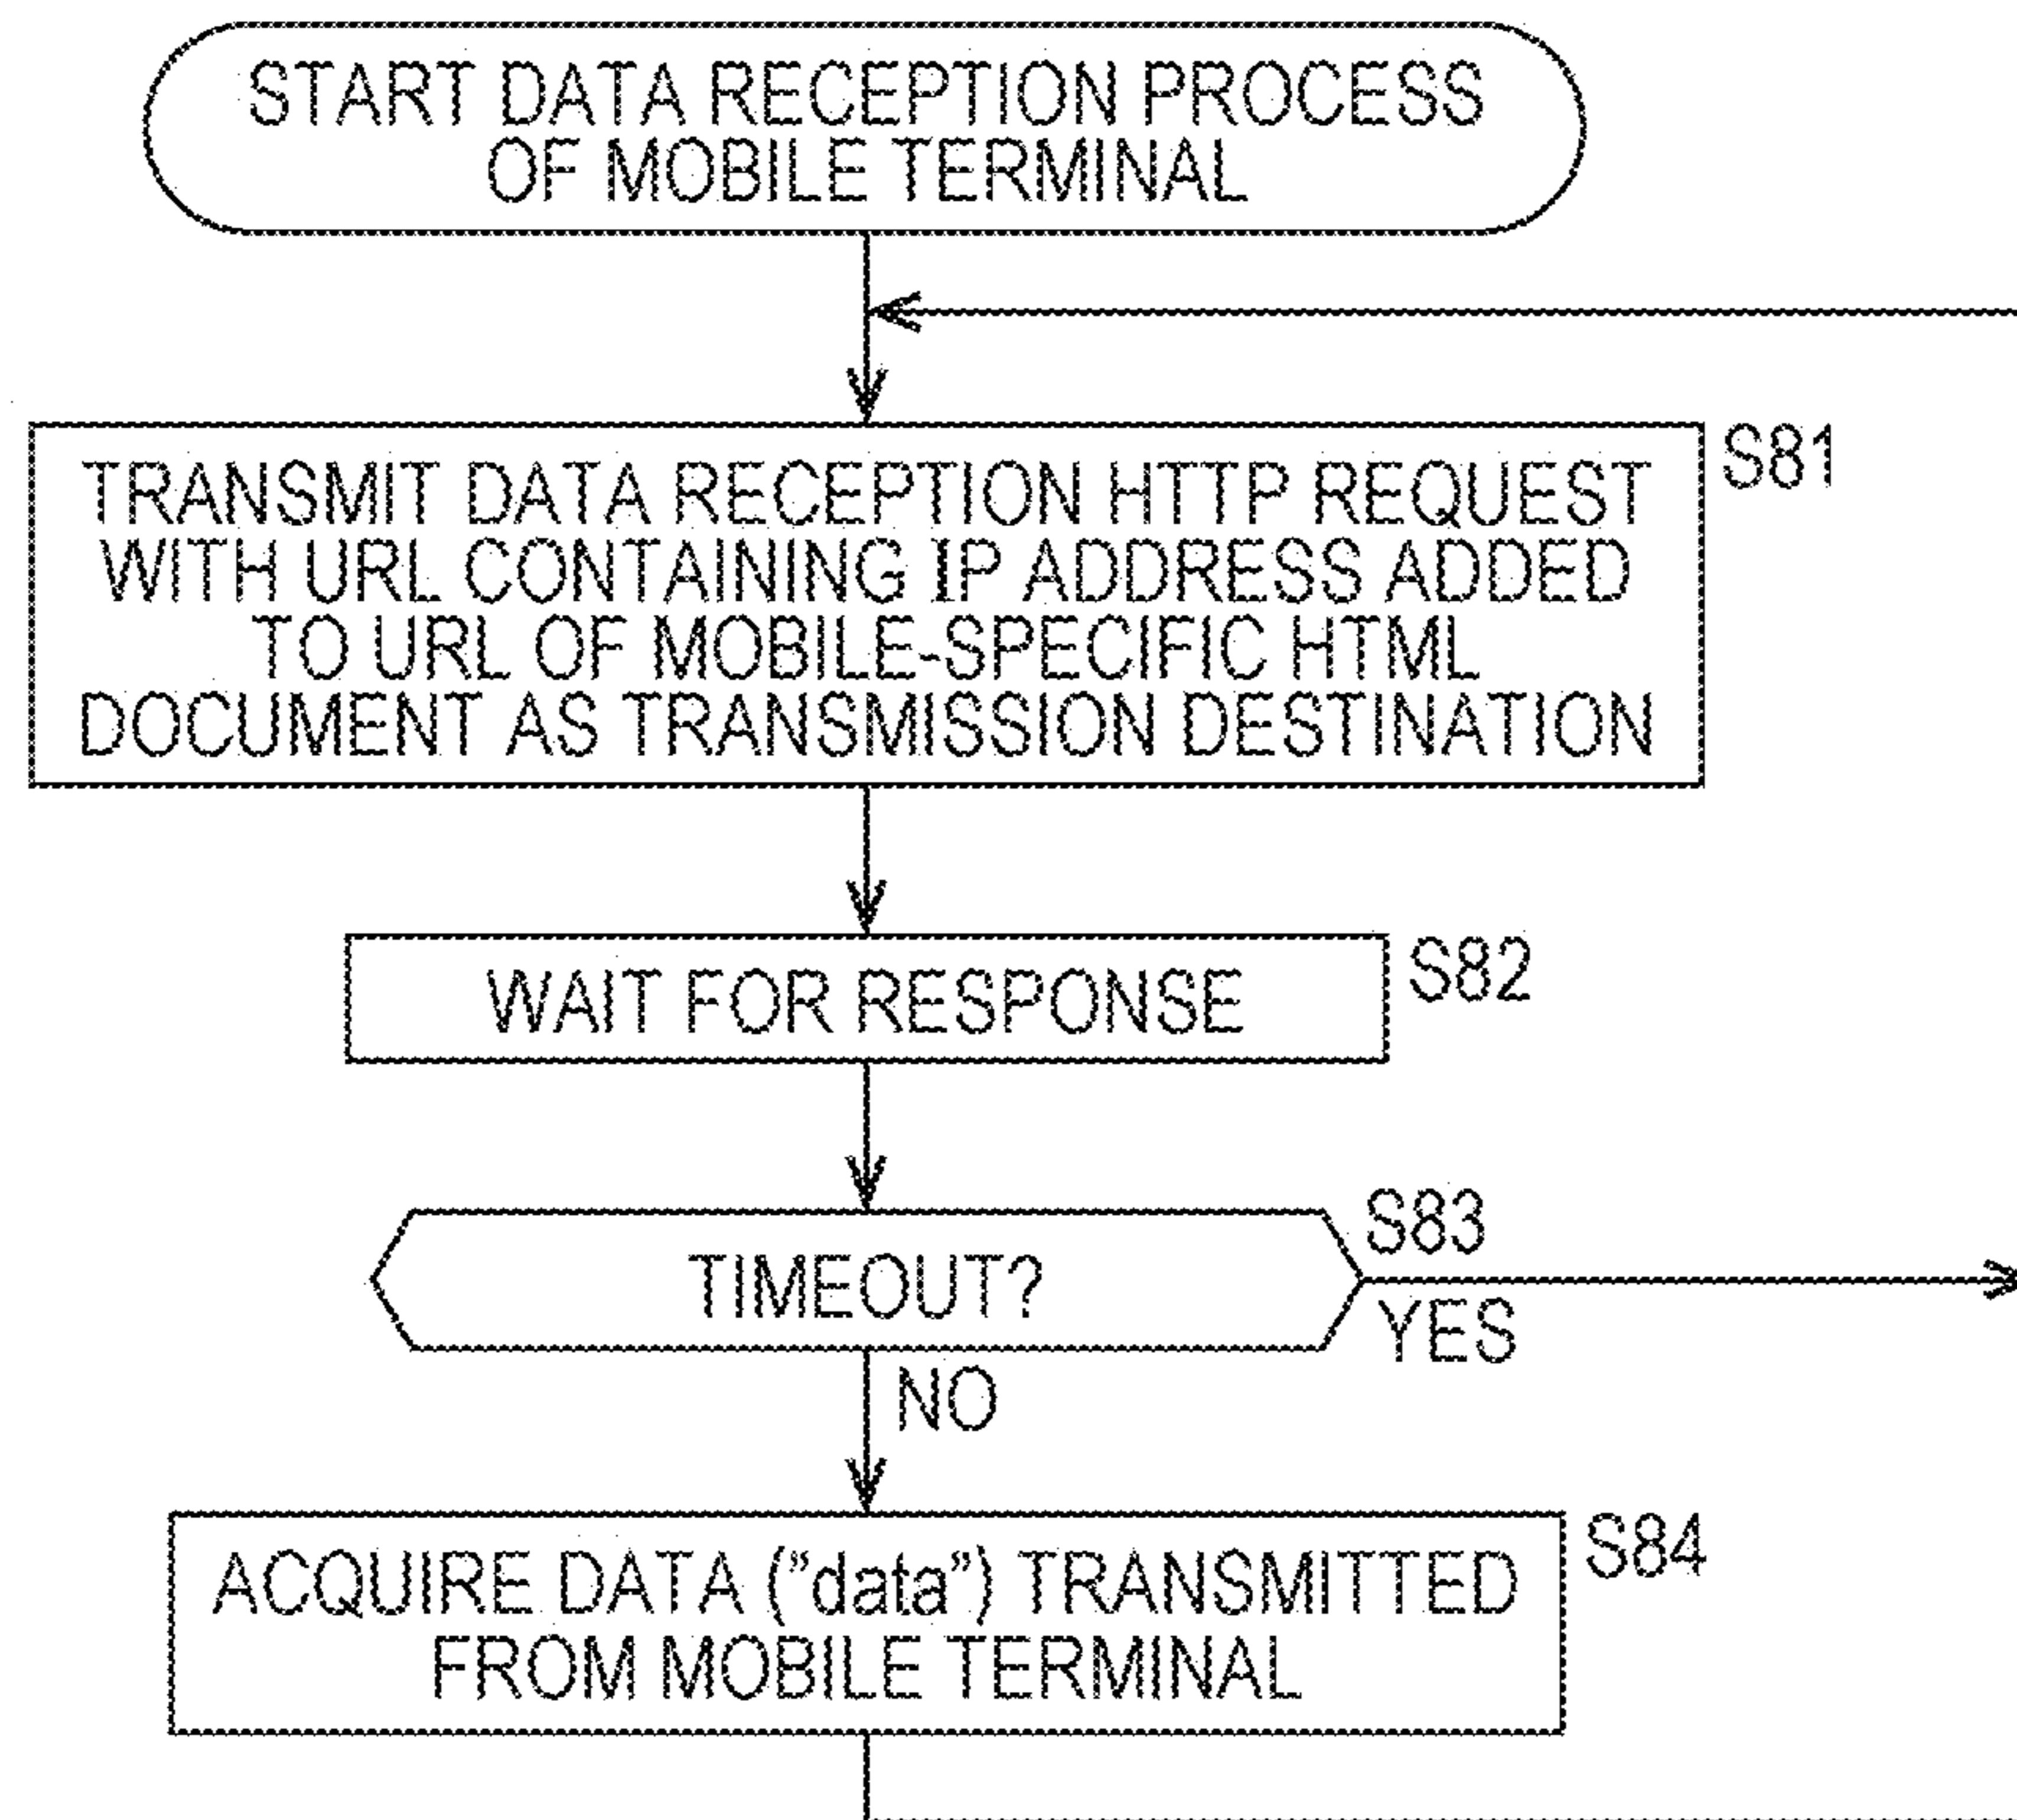 START DATA RECEPTION PROCESS
OF MOBILE TERMINAL
TRANSMIT DATA RECEPTION HTTP REQUEST
WITH URL CONTAINING IP ADDRESS ADDED
TO URL OF MOBILE-SPECIFIC HTML
DOCUMENT AS TRANSMISSION DESTINATION
S81
WAIT FOR RESPONSE
S82
TIMEOUT?
S83
YES
NO
ACQUIRE DATA ("data") TRANSMITTED
FROM MOBILE TERMINAL
S84